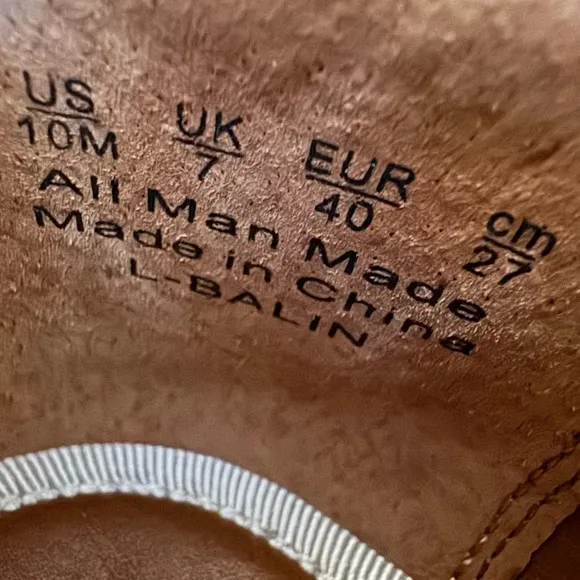 US UK EUR cm
10M 7 40 27
All Man Made
Made in China
L-BALIN